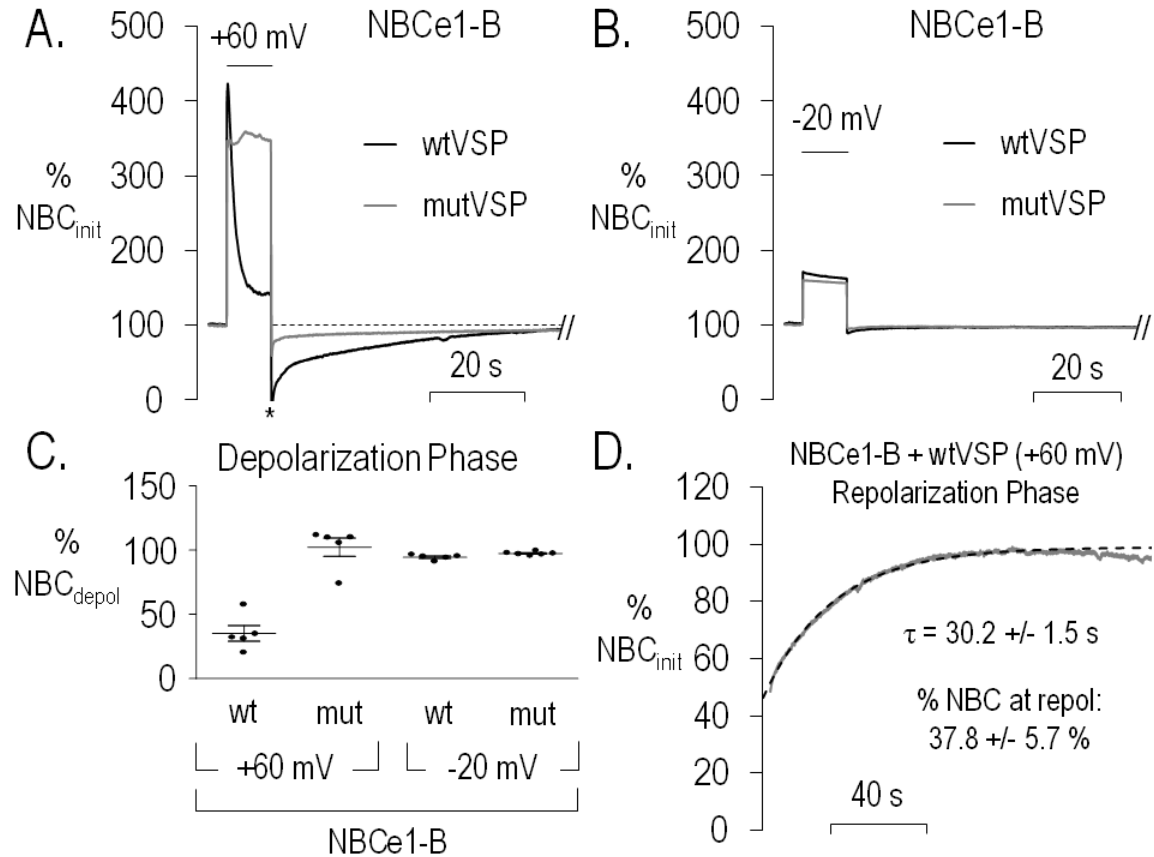 A.
NBCe1-B
+60 mV
500
400
300
200
100
0
%
NBCinit
wtVSP
mutVSP
20 s
*
//
B.
NBCe1-B
-20 mV
500
400
300
200
100
0
%
NBCinit
wtVSP
mutVSP
20 s
//
C.
Depolarization Phase
150
100
50
0
%
NBCdepol
wt mut wt mut
+60 mV -20 mV
NBCe1-B
D.
NBCe1-B + wtVSP (+60 mV)
Repolarization Phase
120
100
80
60
40
20
0
%
NBCinit
τ = 30.2 +/- 1.5 s
% NBC at repol:
37.8 +/- 5.7 %
40 s